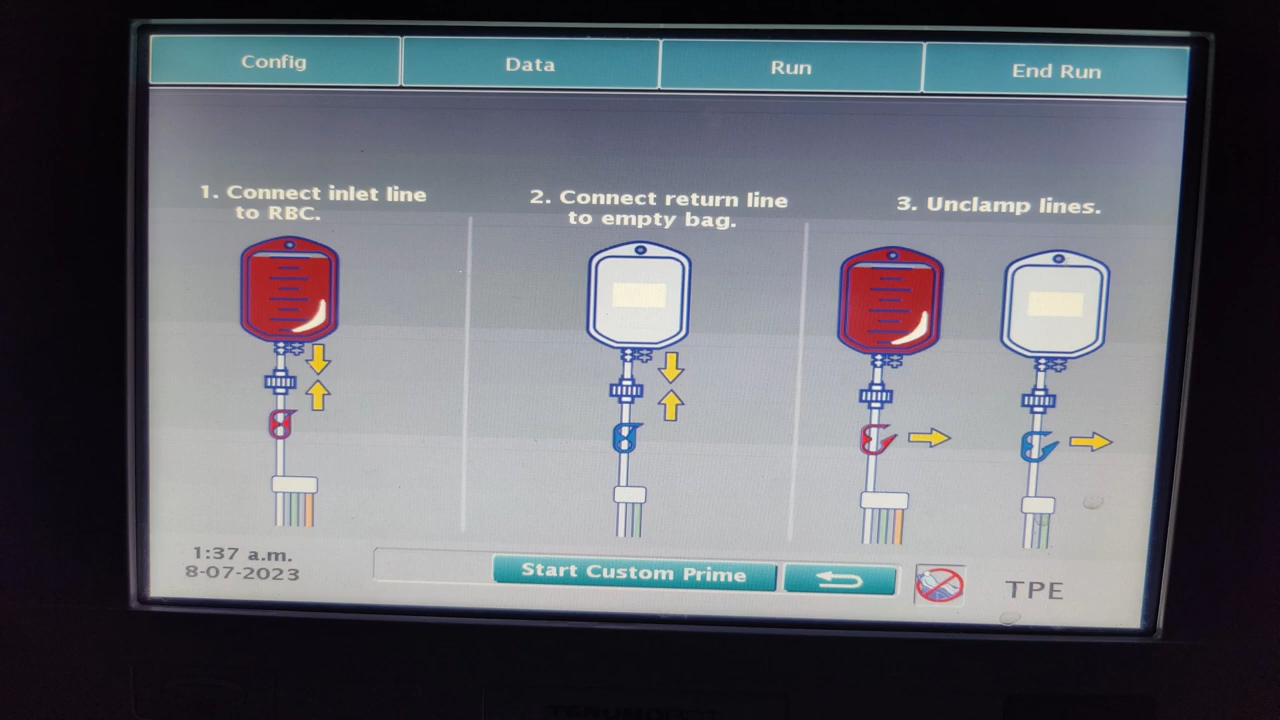 Config
Data
Run
End Run
1. Connect inlet line
to RBC.
2. Connect return line
to empty bag.
3. Unclamp lines.
1:37 a.m.
8-07-2023
Start Custom Prime
TPE